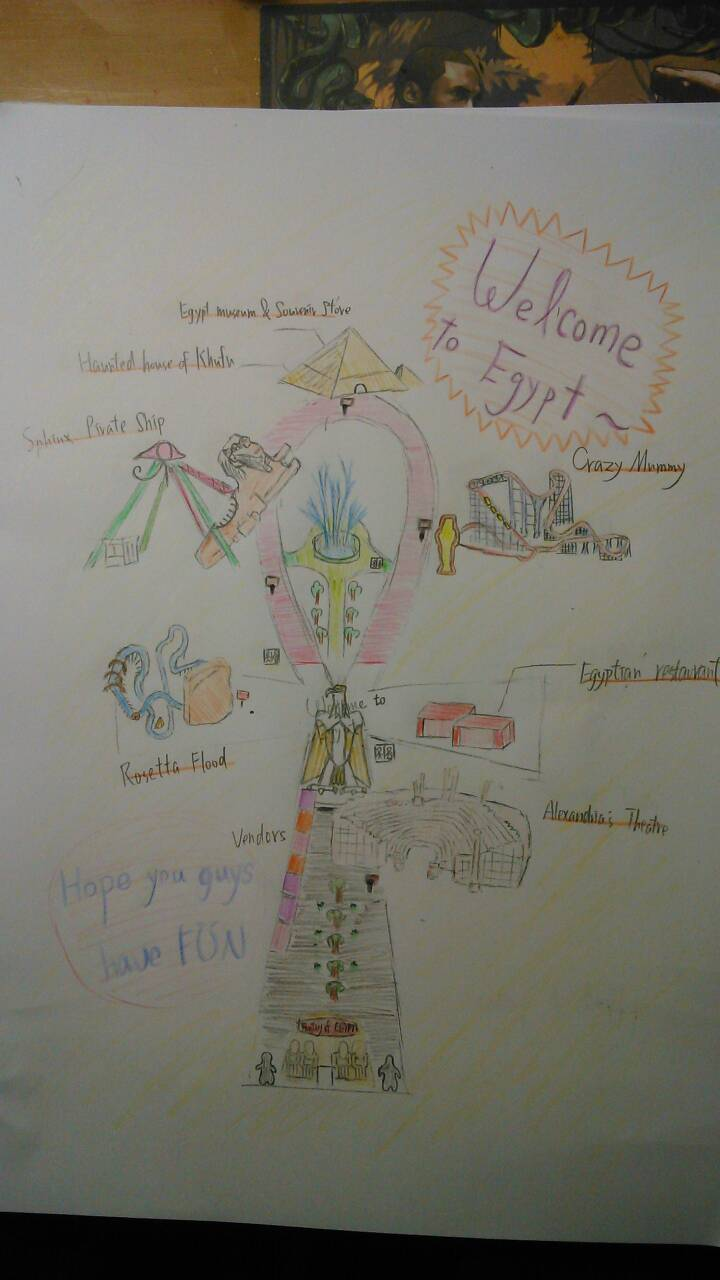 Welcome
to Egypt ~
Egypt museum & Souvenir Store
Haunted house of Khufu
Sphinx Pirate Ship
Crazy Mummy
Egyptian restaurant
to
Rosetta Flood
Alexandria's Theatre
Vendors
Hope you guys
have FUN